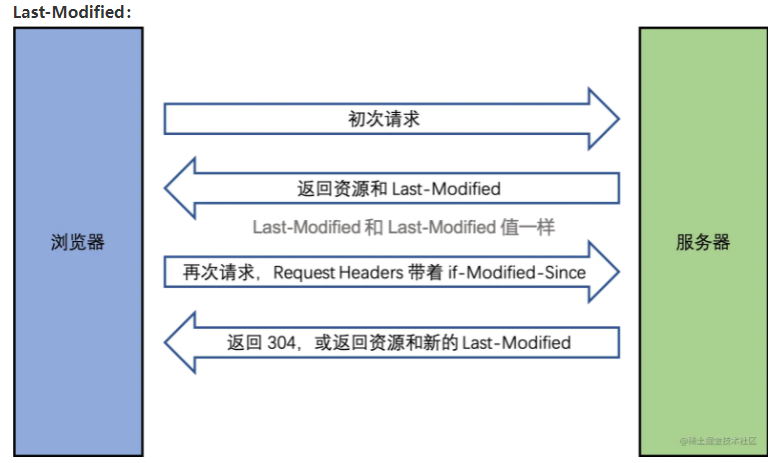 Last-Modified：
初次请求
返回资源和 Last-Modified
Last-Modified 和 Last-Modified 值一样
浏览器
服务器
再次请求，Request Headers 带着 if-Modified-Since
返回 304，或返回资源和新的 Last-Modified
@稀土掘金技术社区